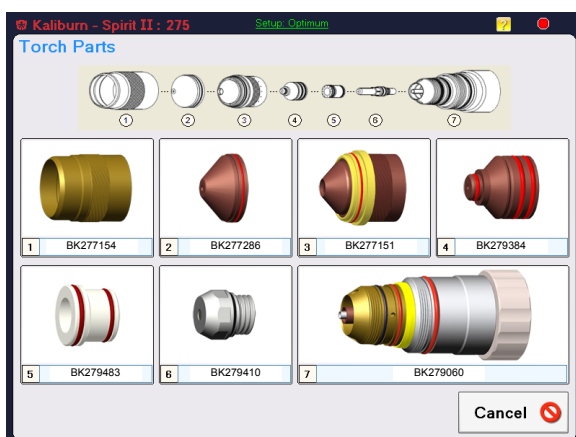 Kaliburn - Spirit II : 275 Setup: Optimum ?
Torch Parts
1 2 3 4 5 6 7
1 BK277154 2 BK277286 3 BK277151 4 BK279384
5 BK279483 6 BK279410 7 BK279060
Cancel